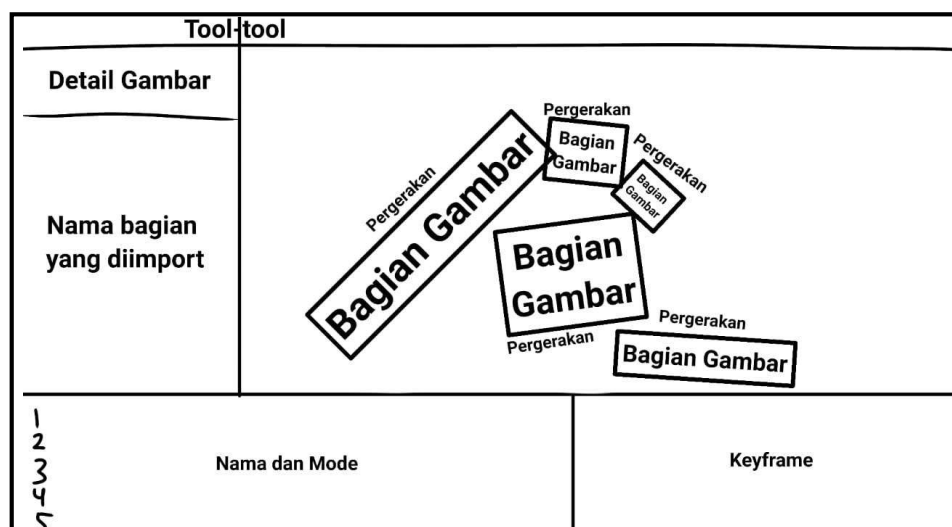 Tool-tool
Detail Gambar
Nama bagian
yang diimport
Pergerakan
Bagian Gambar
Pergerakan
Bagian
Gambar
Pergerakan
Bagian
Gambar
Bagian
Gambar
Pergerakan
Pergerakan
Bagian Gambar
1
2
3
4
5
Nama dan Mode
Keyframe